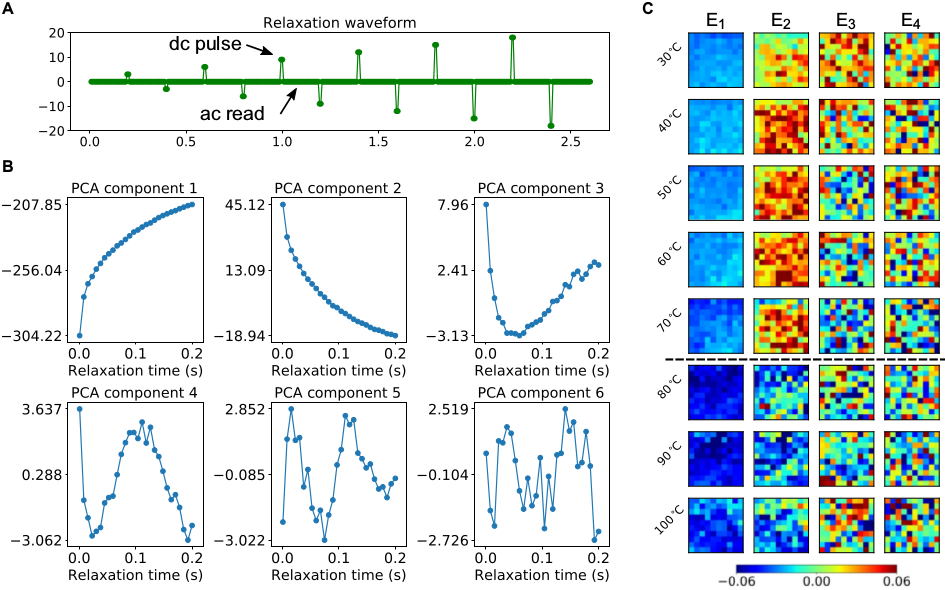 A
Relaxation waveform
20
10
0
−10
−20
dc pulse
ac read
0.0 0.5 1.0 1.5 2.0 2.5
B
PCA component 1
−207.85
−256.04
−304.22
0.0 0.1 0.2
Relaxation time (s)
PCA component 2
45.12
13.09
−18.94
0.0 0.1 0.2
Relaxation time (s)
PCA component 3
7.96
2.41
−3.13
0.0 0.1 0.2
Relaxation time (s)
PCA component 4
3.637
0.288
−3.062
0.0 0.1 0.2
Relaxation time (s)
PCA component 5
2.852
−0.085
−3.022
0.0 0.1 0.2
Relaxation time (s)
PCA component 6
2.519
−0.104
−2.726
0.0 0.1 0.2
Relaxation time (s)
C
E₁ E₂ E₃ E₄
30°C
40°C
50°C
60°C
70°C
80°C
90°C
100°C
−0.06 0.00 0.06